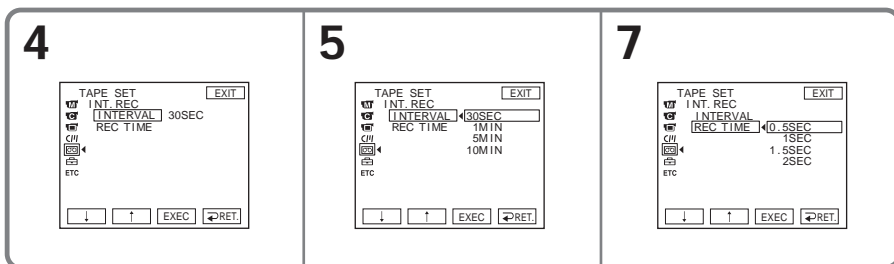 4
TAPE SET EXIT
INT. REC
INTERVAL 30SEC
REC TIME
ETC
↓ ↑ EXEC RET.
5
TAPE SET EXIT
INT. REC
INTERVAL 30SEC
REC TIME 1MIN
5MIN
10MIN
ETC
↓ ↑ EXEC RET.
7
TAPE SET EXIT
INT. REC
INTERVAL
REC TIME 0.5SEC
1SEC
1.5SEC
2SEC
ETC
↓ ↑ EXEC RET.